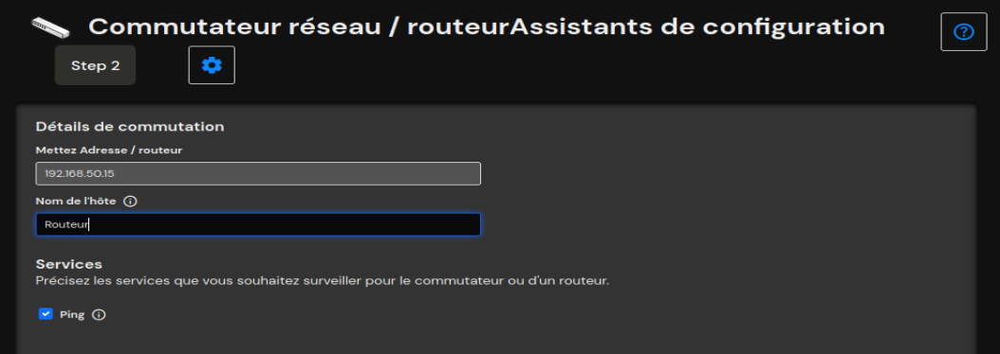 Commutateur réseau / routeurAssistants de configuration
Step 2
Détails de commutation
Mettez Adresse / routeur
192.168.50.15
Nom de l'hôte
Routeur
Services
Précisez les services que vous souhaitez surveiller pour le commutateur ou d'un routeur.
Ping